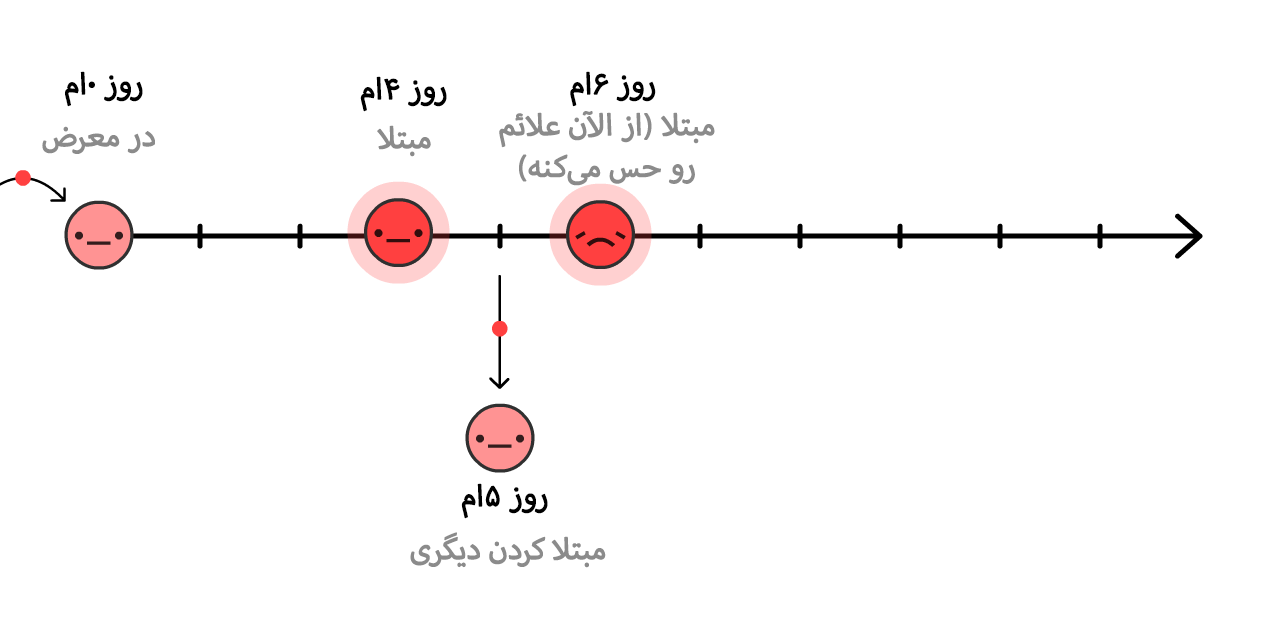 روز ۰ام
در معرض
روز ۴ام
مبتلا
روز ۶ام
مبتلا (از الآن علائم
رو حس می‌کنه)
روز ۵ام
مبتلا کردن دیگری